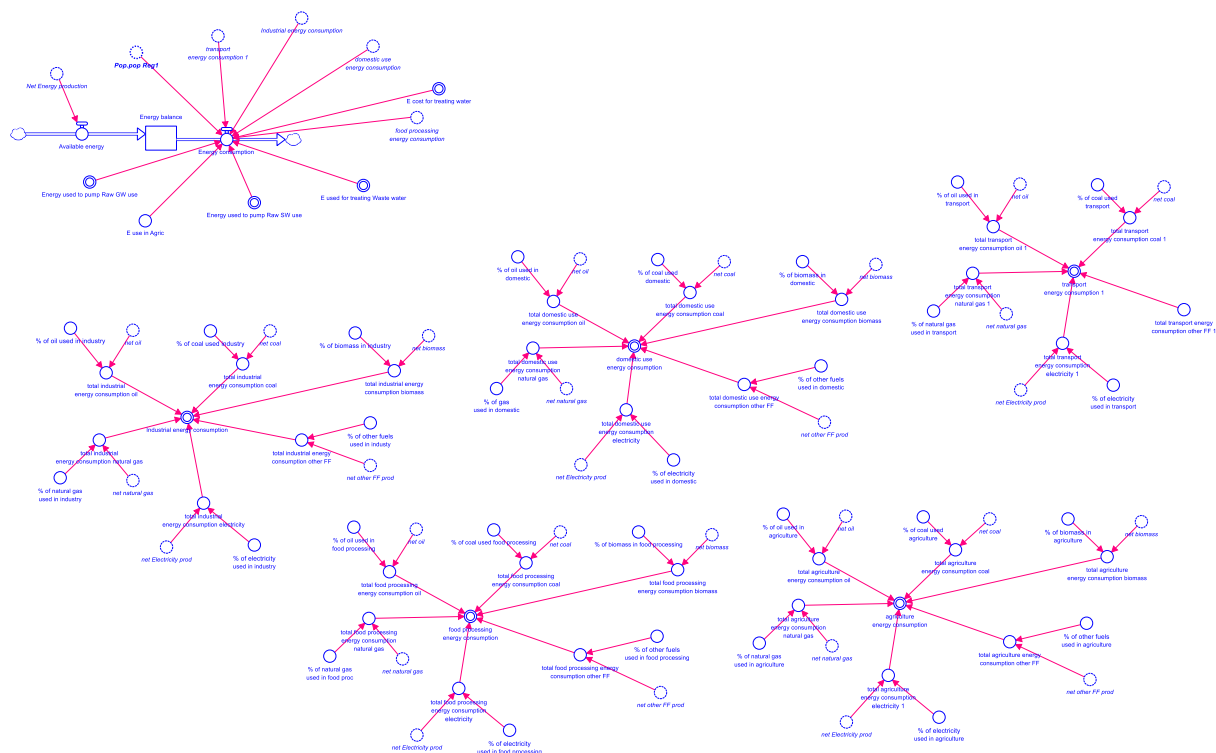 Industrial energy consumption
transport
energy consumption 1
Pop.pop Reg1
domestic use
energy consumption
Net Energy production
E cost for treating water
Energy balance
food processing
energy consumption
Available energy
Energy consumption
Energy used to pump Raw GW use
E used for treating Waste water
Energy used to pump Raw SW use
E use in Agric
% of oil used in
transport
net oil
% of coal used
transport
net coal
total transport
energy consumption oil 1
total transport
energy consumption coal 1
total transport
energy consumption
natural gas 1
transport
energy consumption 1
% of natural gas
used in transport
net natural gas
total transport energy
consumption other FF 1
total transport
energy consumption
electricity 1
net Electricity prod
% of electricity
used in transport
% of oil used in
domestic
net oil
% of coal used
domestic
net coal
% of biomass in
domestic
net biomass
total domestic use
energy consumption oil
total domestic use
energy consumption coal
total domestic use
energy consumption biomass
total domestic use
energy consumption
natural gas
domestic use
energy consumption
% of gas
used in domestic
net natural gas
% of other fuels
used in domestic
total domestic use energy
consumption other FF
net other FF prod
total domestic use
energy consumption
electricity
net Electricity prod
% of electricity
used in domestic
% of oil used in industry
net oil
% of coal used industry
net coal
% of biomass in industry
net biomass
total industrial
energy consumption oil
total industrial
energy consumption coal
total industrial energy
consumption biomass
industrial energy consumption
total industrial
energy consumption natural gas
% of other fuels
used in industy
total industrial energy
consumption other FF
% of natural gas
used in industry
net natural gas
net other FF prod
total industrial
energy consumption electricity
net Electricity prod
% of electricity
used in industry
% of oil used in
food processing
net oil
% of coal used food processing
net coal
% of biomass in food processing
net biomass
total food processing
energy consumption oil
total food processing
energy consumption coal
total food processing
energy consumption biomass
total food processing
energy consumption
natural gas
food processing
energy consumption
% of natural gas
used in food proc
net natural gas
% of other fuels
used in food processing
total food processing energy
consumption other FF
net other FF prod
total food processing
energy consumption
electricity
net Electricity prod
% of electricity
used in food processing
% of oil used in
agriculture
net oil
% of coal used
agriculture
net coal
% of biomass in
agriculture
net biomass
total agriculture
energy consumption oil
total agriculture
energy consumption coal
total agriculture
energy consumption biomass
total agriculture
energy consumption
natural gas
agriculture
energy consumption
% of natural gas
used in agriculture
net natural gas
% of other fuels
used in agriculture
total agriculture energy
consumption other FF
net other FF prod
total agriculture
energy consumption
electricity 1
net Electricity prod
% of electricity
used in agriculture